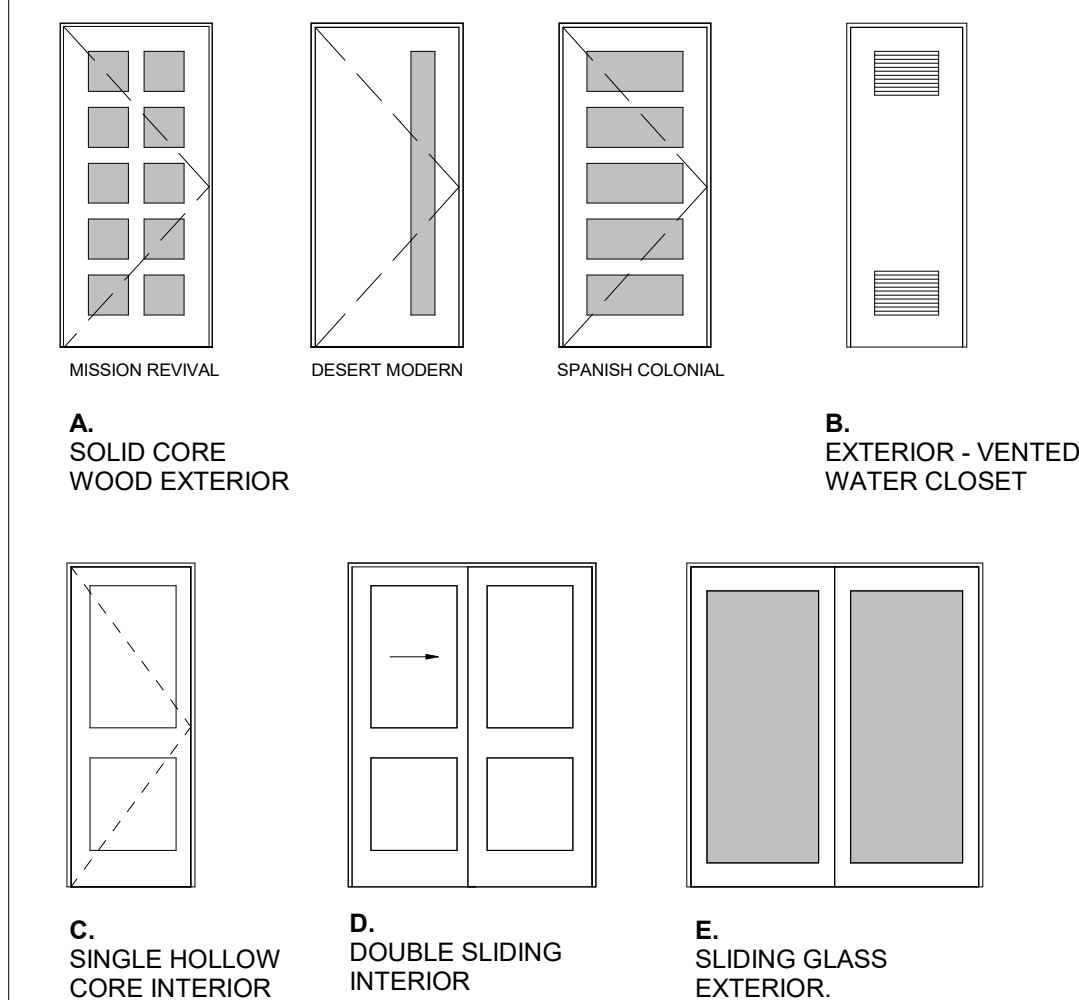 MISSION REVIVAL
DESERT MODERN
SPANISH COLONIAL
A.
SOLID CORE
WOOD EXTERIOR
B.
EXTERIOR - VENTED
WATER CLOSET
C.
SINGLE HOLLOW
CORE INTERIOR
D.
DOUBLE SLIDING
INTERIOR
E.
SLIDING GLASS
EXTERIOR.